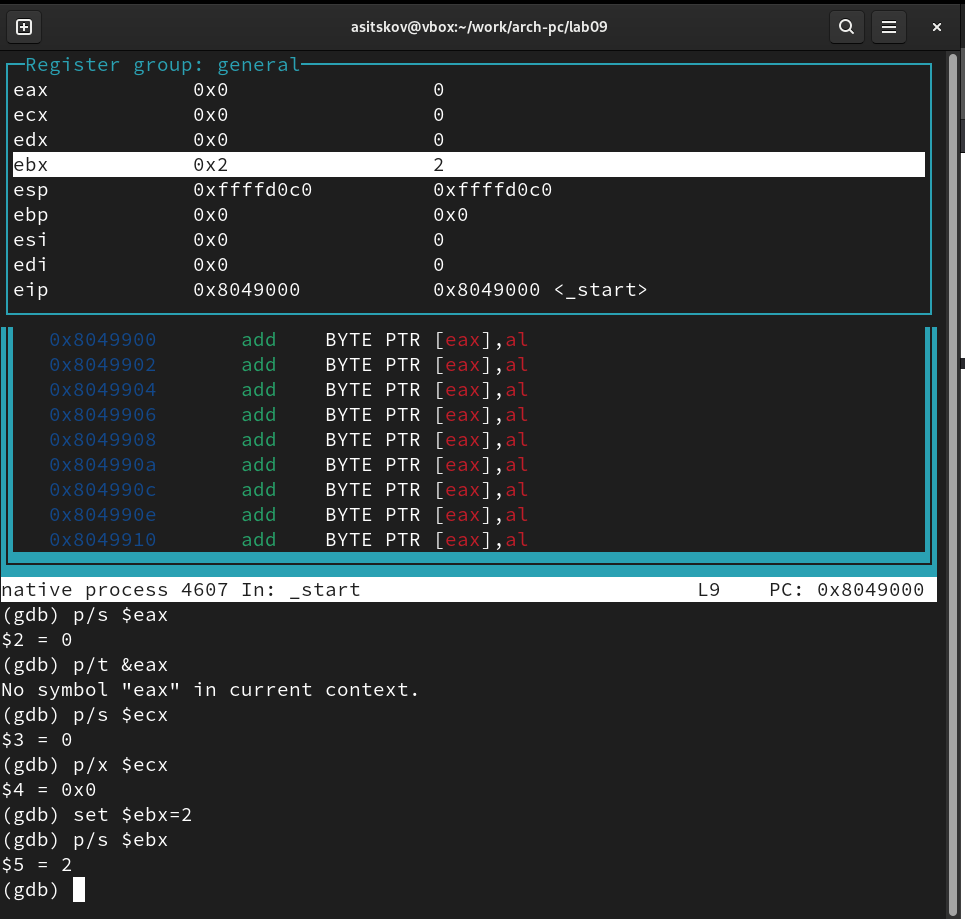 asitskov@vbox:~/work/arch-pc/lab09
Register group: general
eax 0x0 0
ecx 0x0 0
edx 0x0 0
ebx 0x2 2
esp 0xffffd0c0 0xffffd0c0
ebp 0x0 0x0
esi 0x0 0
edi 0x0 0
eip 0x8049000 0x8049000 <_start>
0x8049900 add BYTE PTR [eax],al
0x8049902 add BYTE PTR [eax],al
0x8049904 add BYTE PTR [eax],al
0x8049906 add BYTE PTR [eax],al
0x8049908 add BYTE PTR [eax],al
0x804990a add BYTE PTR [eax],al
0x804990c add BYTE PTR [eax],al
0x804990e add BYTE PTR [eax],al
0x8049910 add BYTE PTR [eax],al
native process 4607 In: _start L9 PC: 0x8049000
(gdb) p/s $eax
$2 = 0
(gdb) p/t &eax
No symbol "eax" in current context.
(gdb) p/s $ecx
$3 = 0
(gdb) p/x $ecx
$4 = 0x0
(gdb) set $ebx=2
(gdb) p/s $ebx
$5 = 2
(gdb)